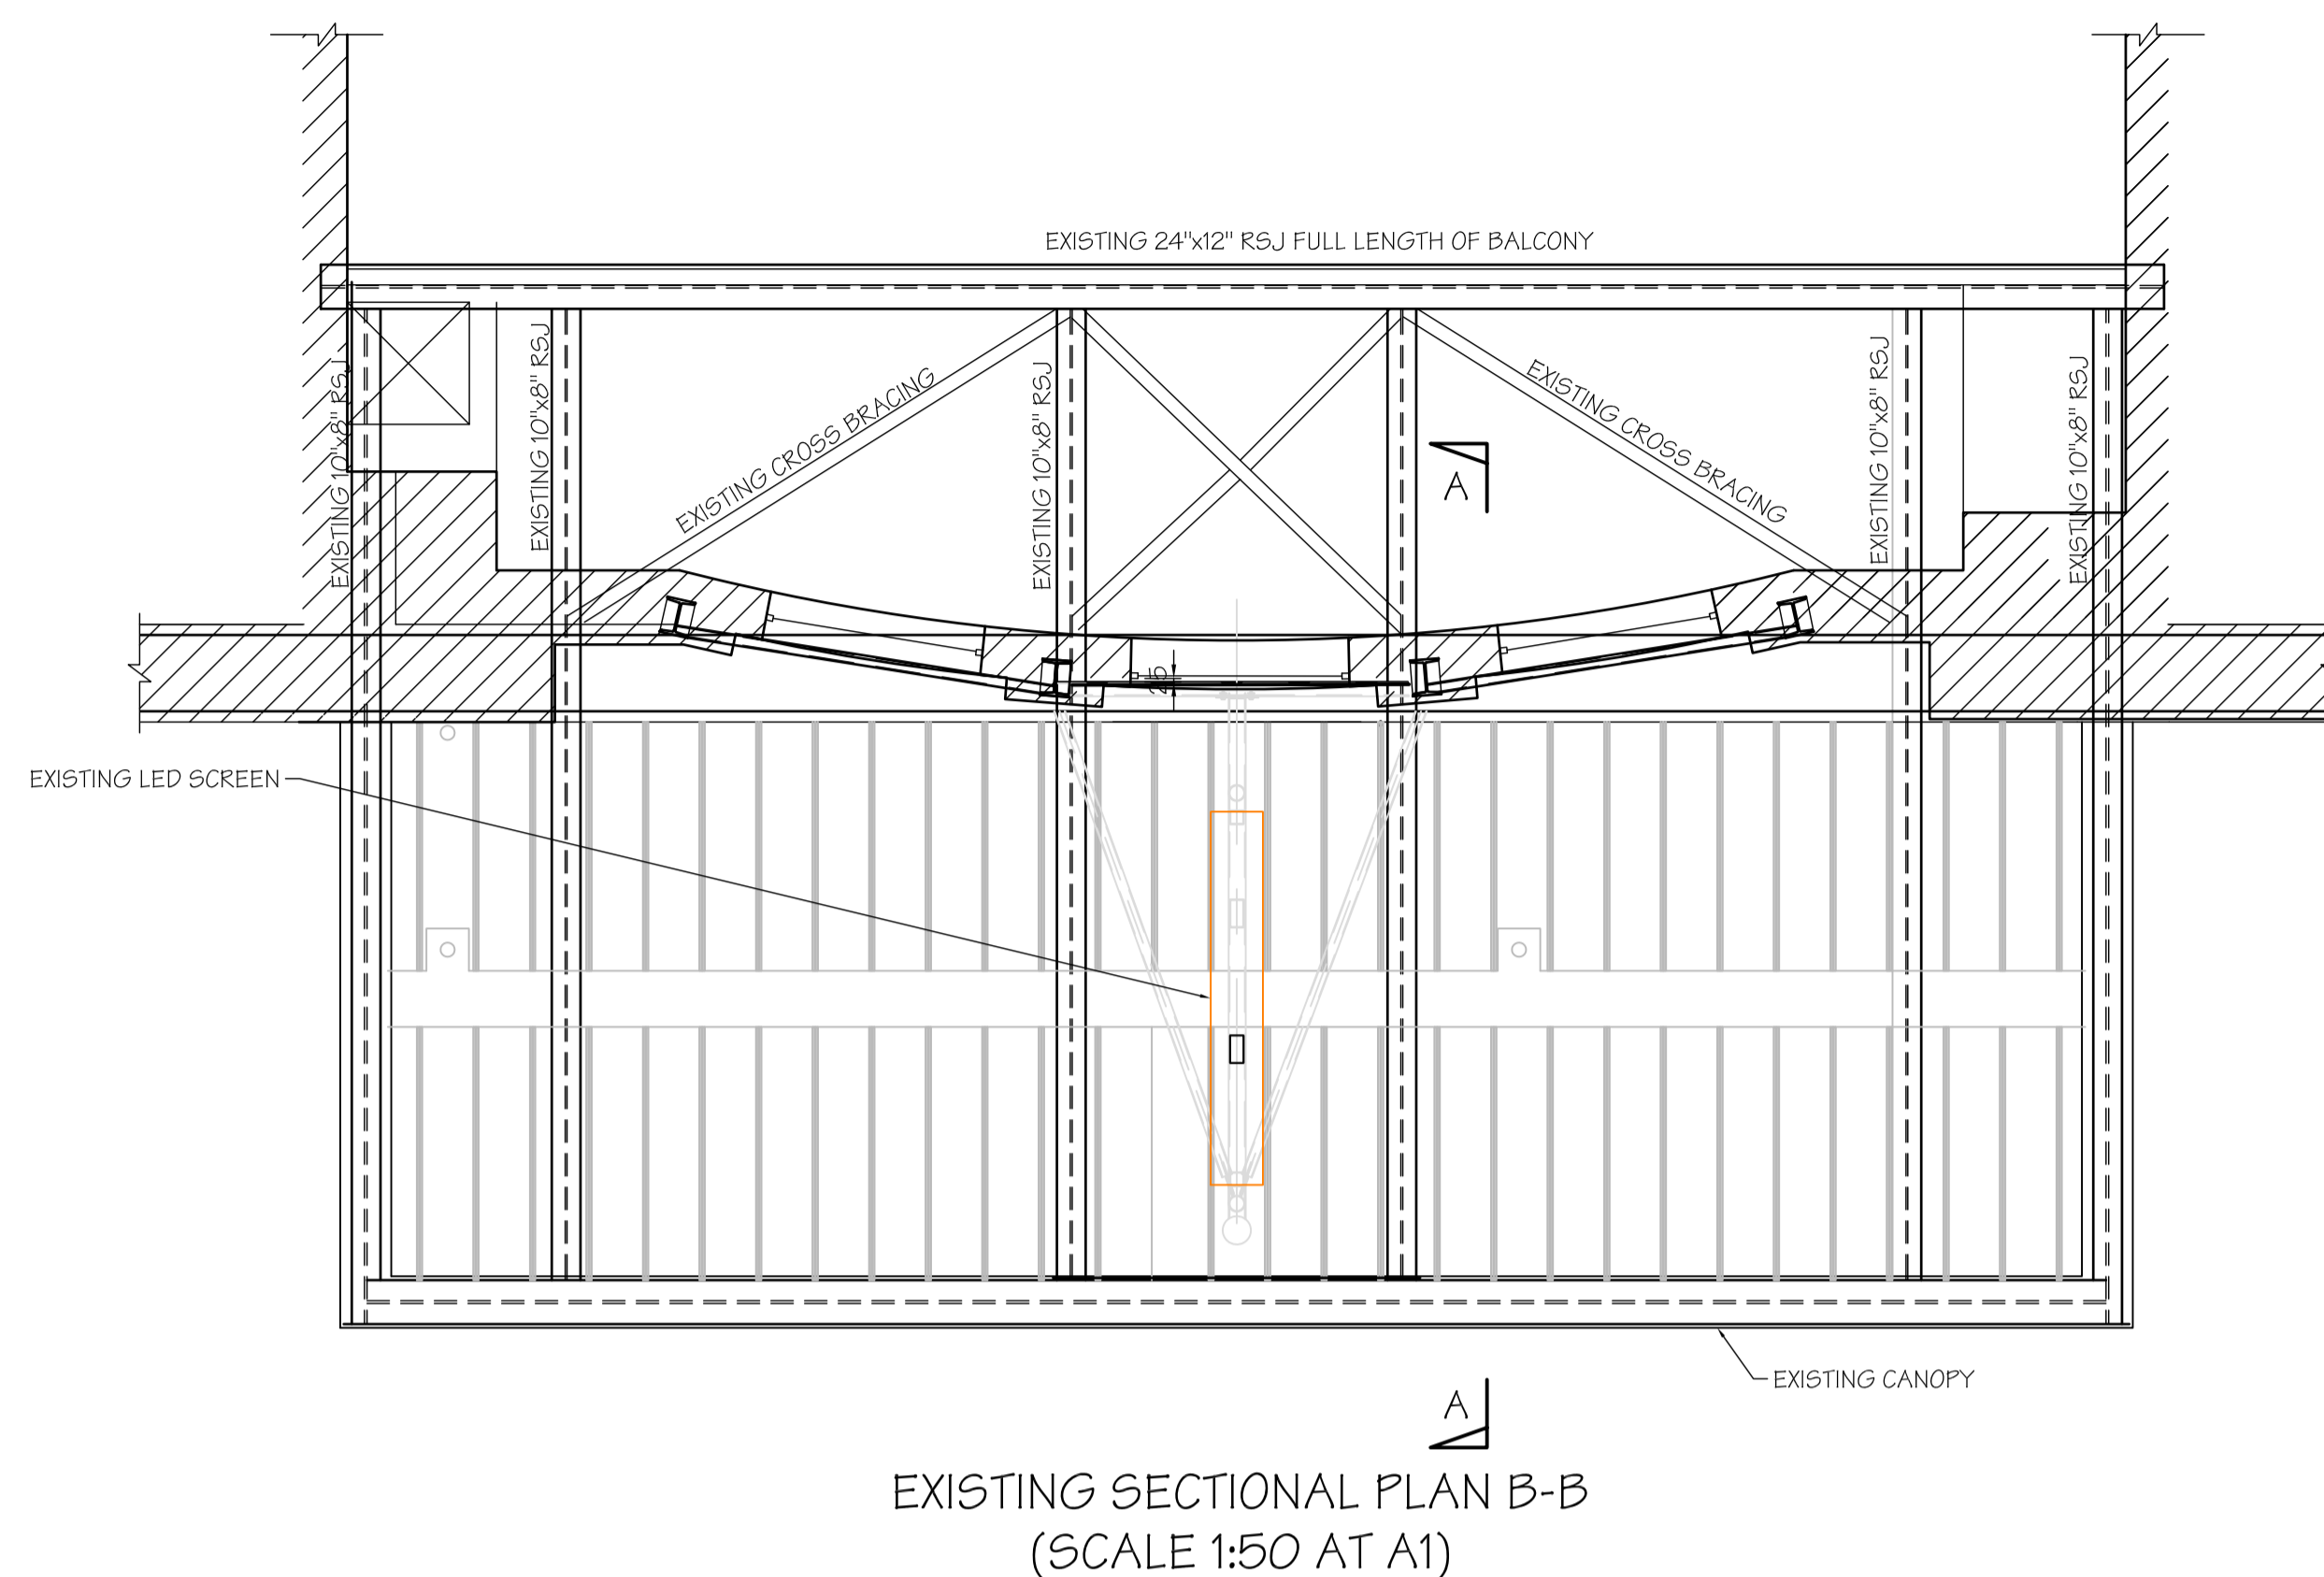 EXISTING 24"x12" RSJ FULL LENGTH OF BALCONY
EXISTING 10"x8" RSJ
EXISTING 10"x8" RSJ
EXISTING CROSS BRACING
EXISTING 10"x8" RSJ
EXISTING CROSS BRACING
EXISTING 10"x8" RSJ
EXISTING 10"x8" RSJ
A
25
EXISTING LED SCREEN
EXISTING CANOPY
A
EXISTING SECTIONAL PLAN B-B
(SCALE 1:50 AT A1)